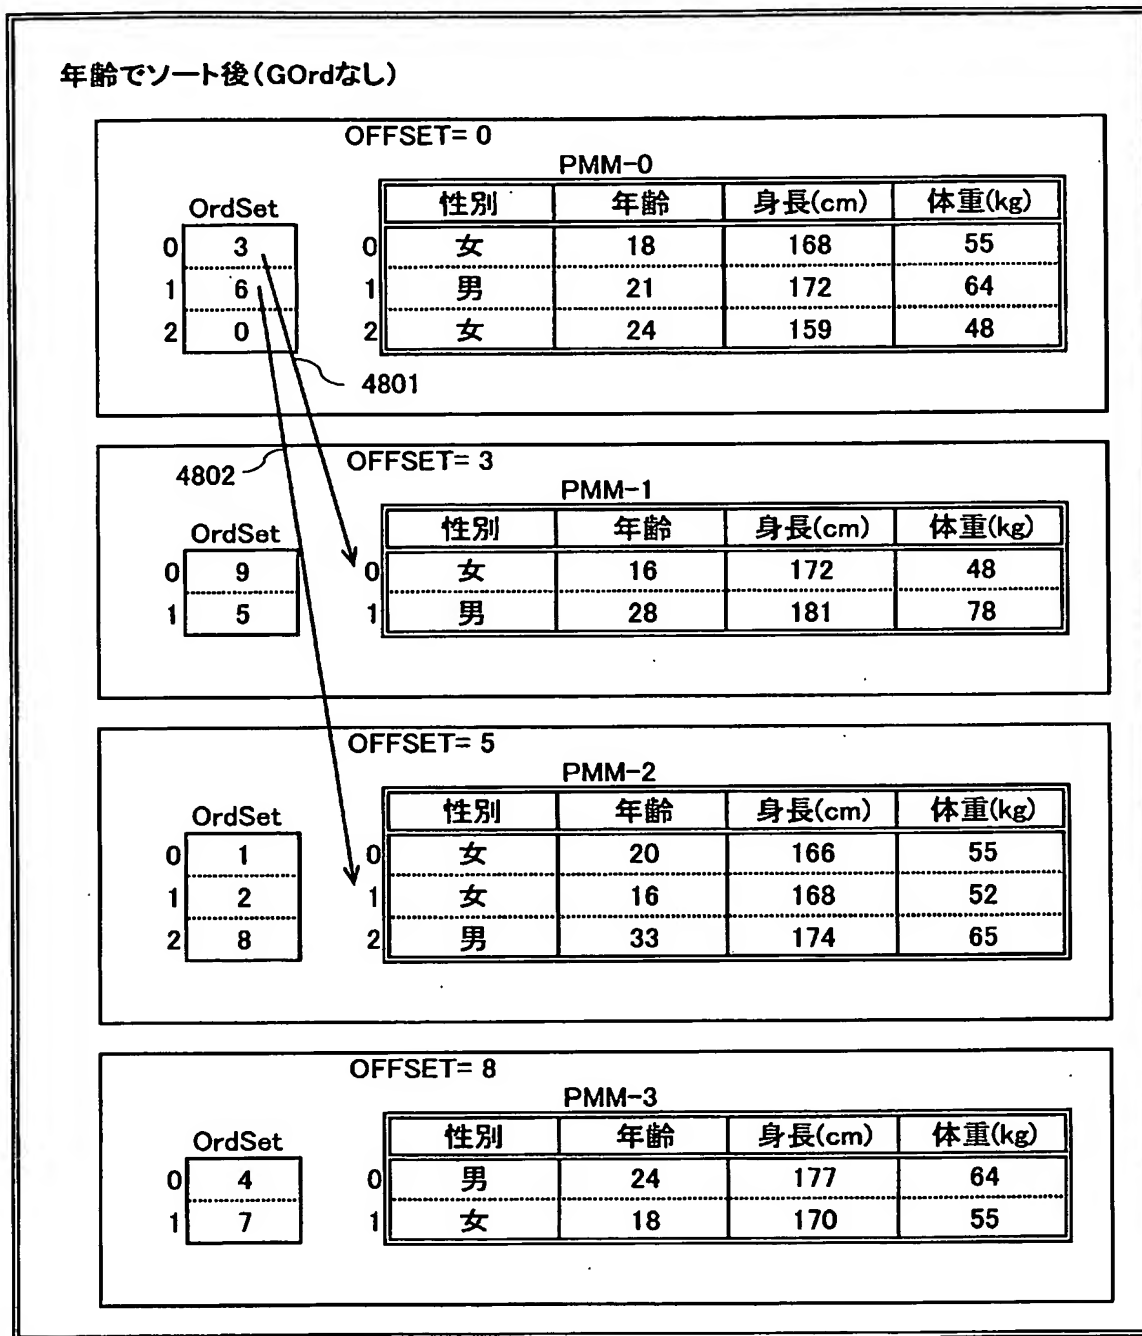 年齢でソート後(GOrdなし)
OFFSET= 0
PMM-0
OrdSet
性別 年齢 身長(cm) 体重(kg)
0 3 0 女 18 168 55
1 6 1 男 21 172 64
2 0 2 女 24 159 48
4801
4802
OFFSET= 3
PMM-1
OrdSet
性別 年齢 身長(cm) 体重(kg)
0 9 0 女 16 172 48
1 5 1 男 28 181 78
OFFSET= 5
PMM-2
OrdSet
性別 年齢 身長(cm) 体重(kg)
0 1 0 女 20 166 55
1 2 1 女 16 168 52
2 8 2 男 33 174 65
OFFSET= 8
PMM-3
OrdSet
性別 年齢 身長(cm) 体重(kg)
0 4 0 男 24 177 64
1 7 1 女 18 170 55